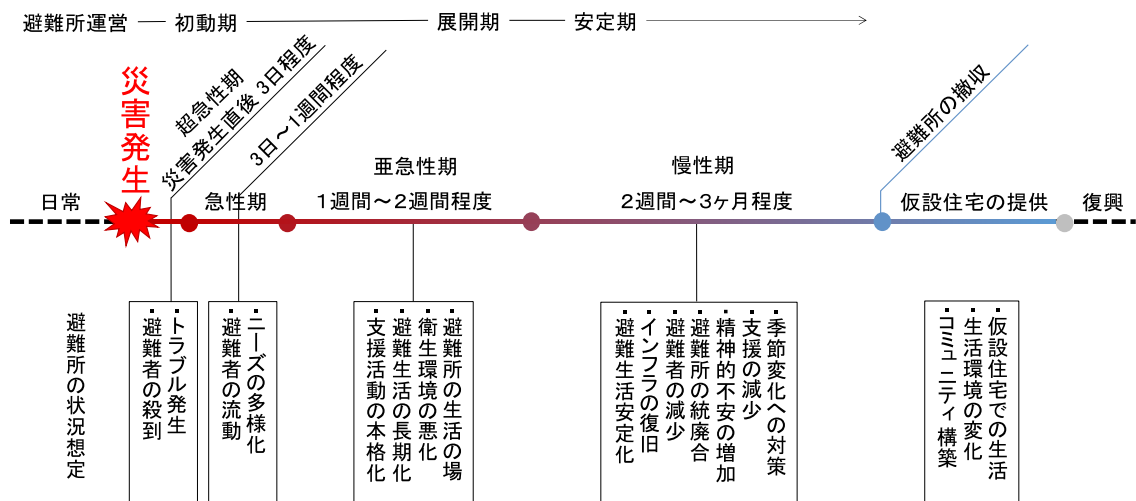 避難所運営
初動期
展開期
安定期
災害発生
超急性期
災害発生直後 3日程度
3日～1週間程度
避難所の撤収
日常
急性期
亜急性期
1週間～2週間程度
慢性期
2週間～3ヶ月程度
仮設住宅の提供
復興
避難所の状況想定
・トラブル発生
・避難者の殺到
・ニーズの多様化
・避難者の流動
・避難所の生活の場
・衛生環境の悪化
・避難生活の長期化
・支援活動の本格化
・季節変化への対策
・支援の減少
・精神的不安の増加
・避難所の統廃合
・避難者の減少
・インフラの復旧
・避難生活安定化
・仮設住宅での生活
・生活環境の変化
・コミュニティ構築